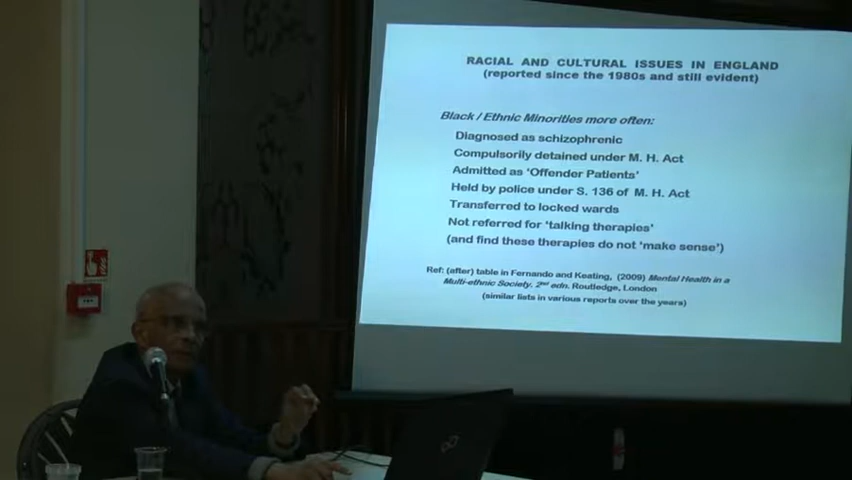 RACIAL AND CULTURAL ISSUES IN ENGLAND
(reported since the 1980s and still evident)
Black / Ethnic Minorities more often:
Diagnosed as schizophrenic
Compulsorily detained under M. H. Act
Admitted as ‘Offender Patients’
Held by police under S. 136 of M. H. Act
Transferred to locked wards
Not referred for ‘talking therapies’
(and find these therapies do not ‘make sense’)
Ref: (after) table in Fernando and Keating, (2009) Mental Health in a
Multi-ethnic Society. 2nd edn. Routledge, London
(similar lists in various reports over the years)
hp